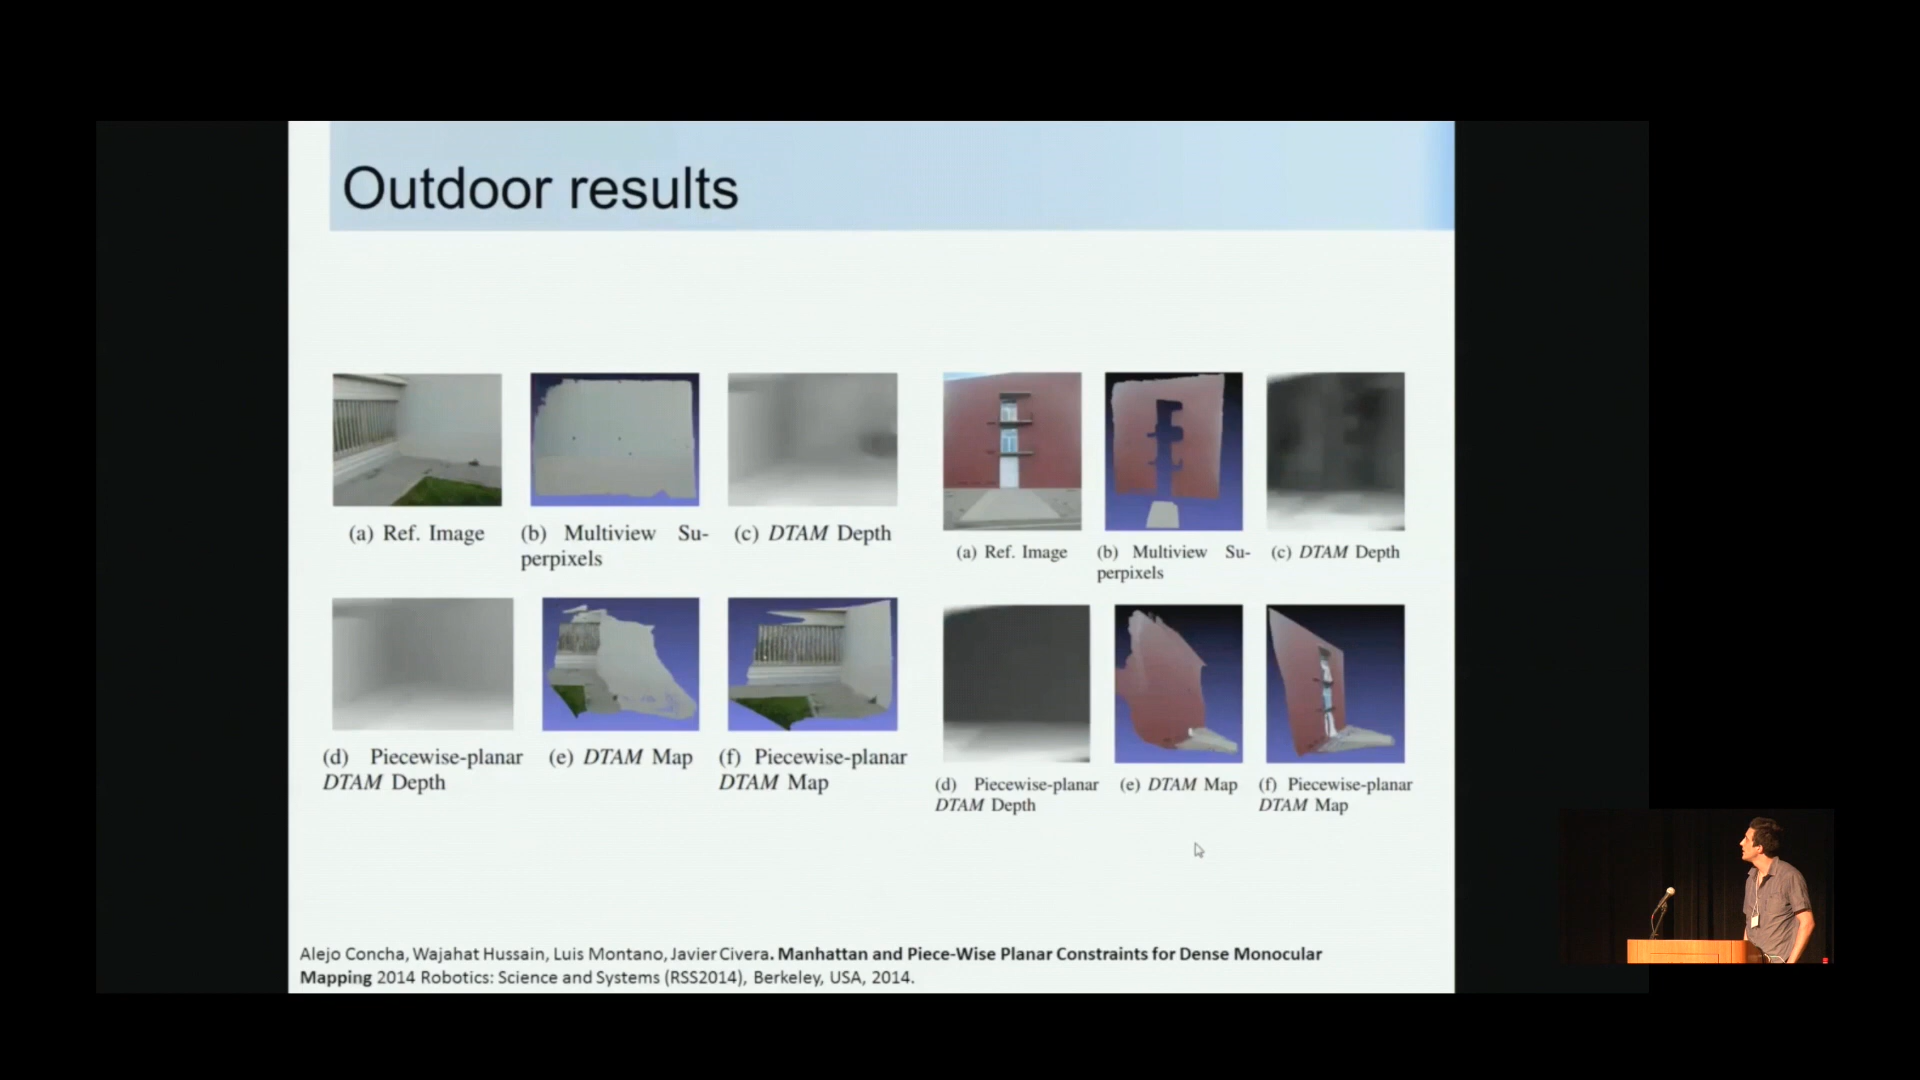 Outdoor results
(a) Ref. Image
(b) Multiview Su-
perpixels
(c) DTAM Depth
(a) Ref. Image
(b) Multiview Su-
perpixels
(c) DTAM Depth
(d) Piecewise-planar
DTAM Depth
(e) DTAM Map
(f) Piecewise-planar
DTAM Map
(d) Piecewise-planar
DTAM Depth
(e) DTAM Map
(f) Piecewise-planar
DTAM Map
Alejo Concha, Wajahat Hussain, Luis Montano, Javier Civera. Manhattan and Piece-Wise Planar Constraints for Dense Monocular
Mapping 2014 Robotics: Science and Systems (RSS2014), Berkeley, USA, 2014.